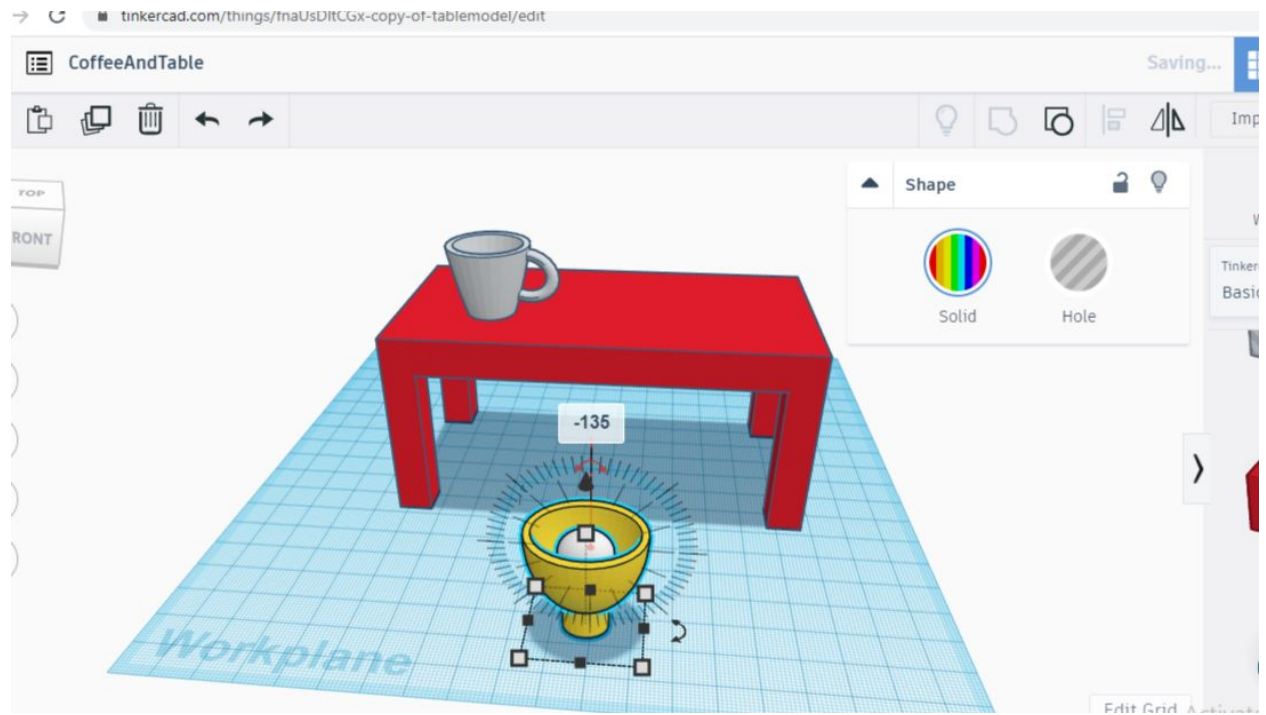 tinkercad.com/things/fnaUsDltCGx-copy-of-tablemodel/edit
CoffeeAndTable
Saving...
Imp
TOP
RONT
Shape
Solid
Hole
Tinker
Basic
-135
Workplane
Edit Grid